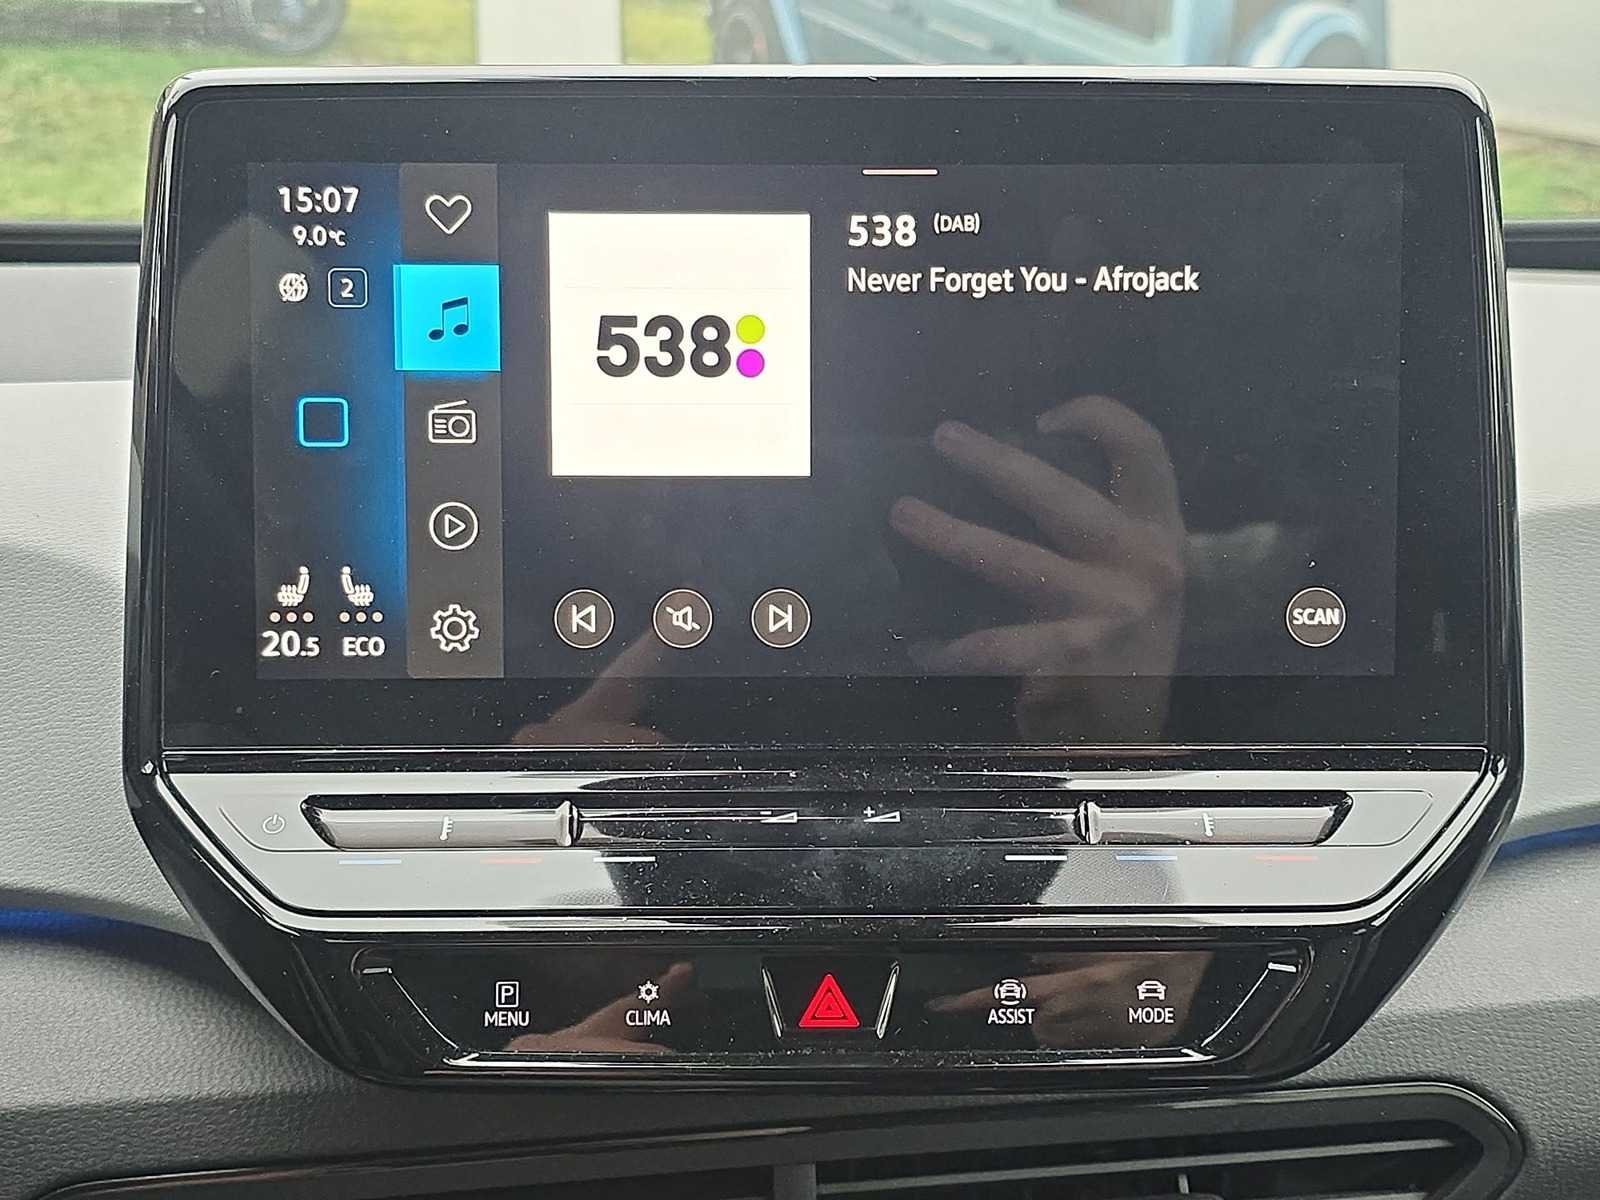 15:07
9.0°C
2
538 (DAB)
Never Forget You - Afrojack
538
20.5 ECO
SCAN
P
MENU
CLIMA
ASSIST
MODE